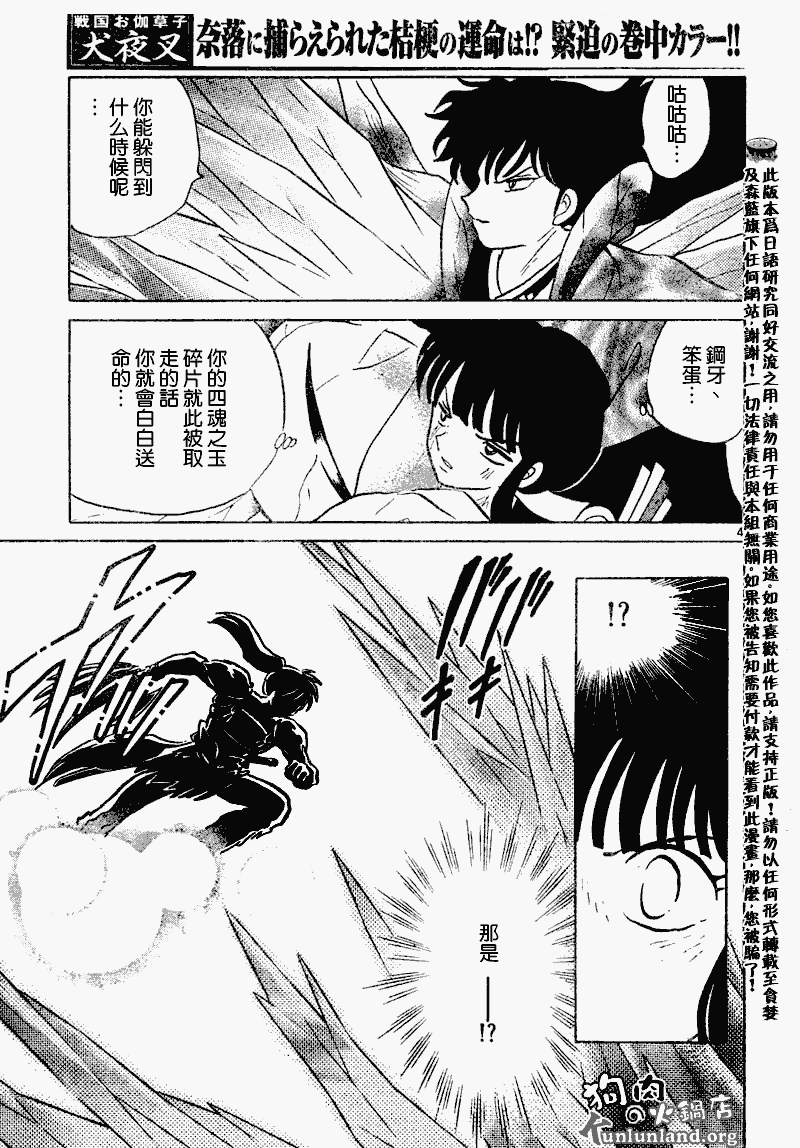 戦国お伽草子
犬夜叉
奈落に捕らえられた桔梗の運命は!? 緊迫の巻中カラー!!
咕咕咕…
你能躲閃到
什么時候呢
…
鋼牙、
笨蛋…
你的四魂之玉
碎片就此被取
走的話
你就會白白送
命的…
4
!?
ギギ
ガガッ
那是
——!?
此版本爲日語研究同好交流之用，請勿用于任何商業用途。如您喜歡此作品，請支持正版！請勿以任何形式轉載至貪婪
及森藍旗下任何網站，謝謝！一切法律責任與本組無關。如果您被告知需要付款才能看到此漫畫，那麽，您被騙了！
狗肉
の火鍋店
Kunlunland.org